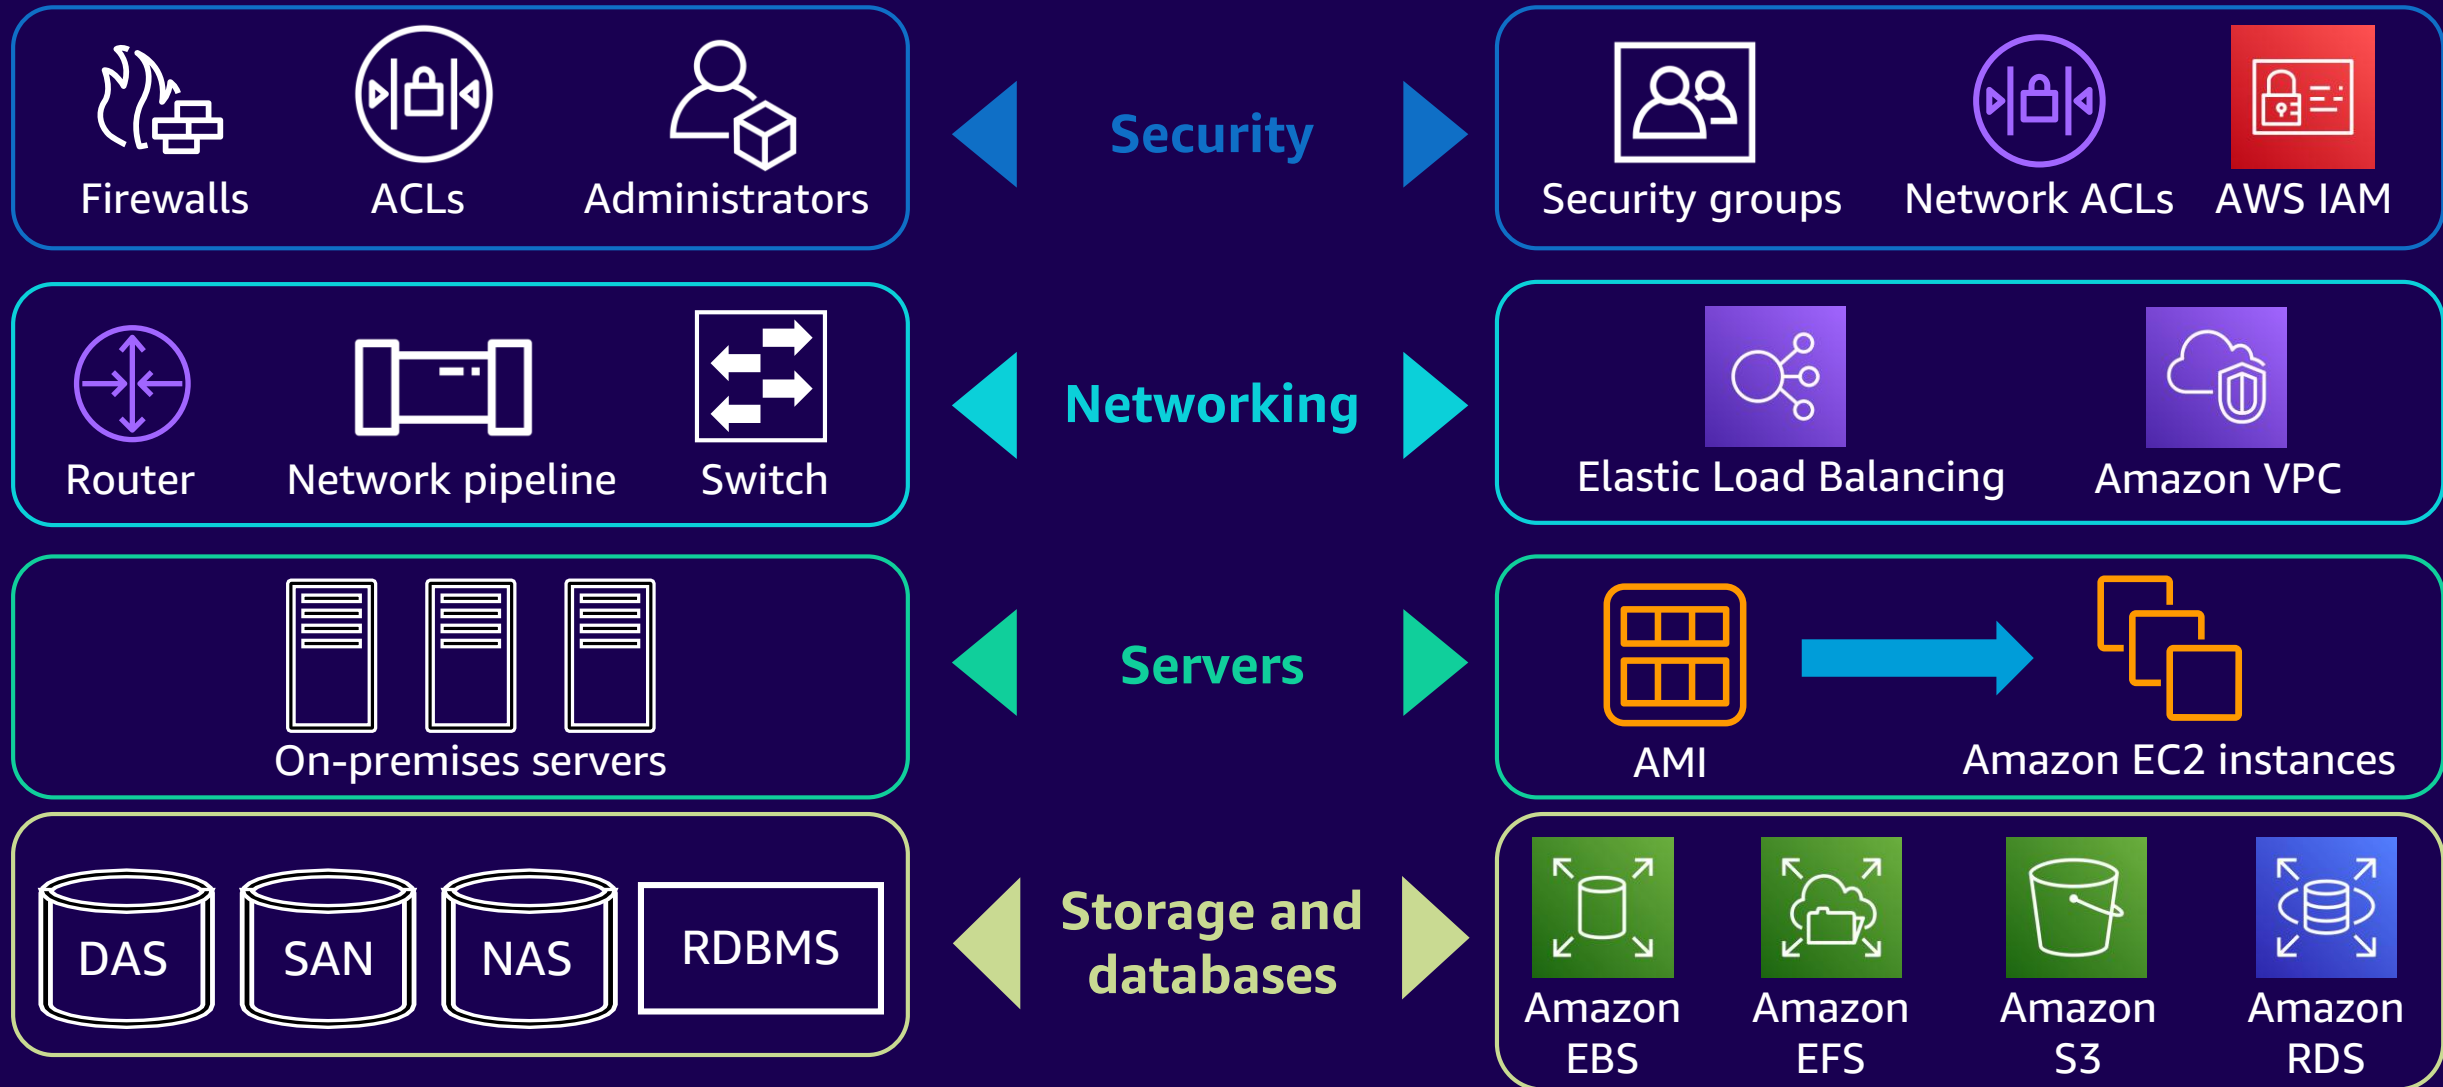 Firewalls
ACLs
Administrators
Security
Security groups
Network ACLs
AWS IAM
Router
Network pipeline
Switch
Networking
Elastic Load Balancing
Amazon VPC
On-premises servers
Servers
AMI
Amazon EC2 instances
DAS
SAN
NAS
RDBMS
Storage and
databases
Amazon
EBS
Amazon
EFS
Amazon
S3
Amazon
RDS